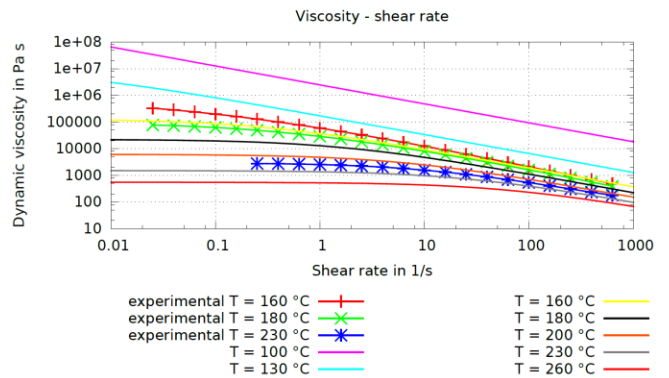 Viscosity - shear rate
Dynamic viscosity in Pa s
1e+08
1e+07
1e+06
100000
10000
1000
100
10
0.01 0.1 1 10 100 1000
Shear rate in 1/s
experimental T = 160 °C
experimental T = 180 °C
experimental T = 230 °C
T = 100 °C
T = 130 °C
T = 160 °C
T = 180 °C
T = 200 °C
T = 230 °C
T = 260 °C